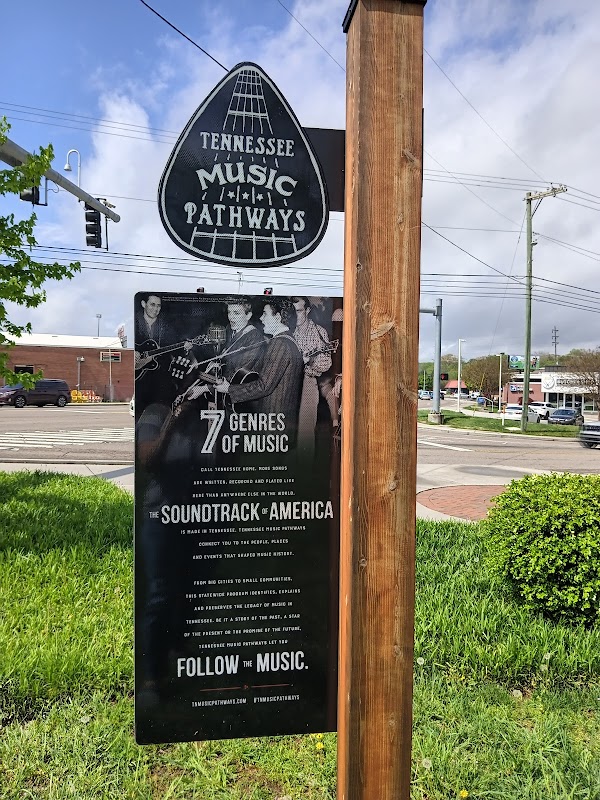 TENNESSEE
MUSIC
PATHWAYS
7 GENRES
OF MUSIC
CALL TENNESSEE HOME. MORE SONGS
ARE WRITTEN, RECORDED AND PLAYED LIVE
HERE THAN ANYWHERE ELSE IN THE WORLD.
THE SOUNDTRACK OF AMERICA
IS MADE IN TENNESSEE. TENNESSEE MUSIC PATHWAYS
CONNECT YOU TO THE PEOPLE, PLACES
AND EVENTS THAT SHAPED MUSIC HISTORY.
FROM BIG CITIES TO SMALL COMMUNITIES,
THIS STATEWIDE PROGRAM IDENTIFIES, EXPLAINS
AND PRESERVES THE LEGACY OF MUSIC IN
TENNESSEE. BE IT A STORY OF THE PAST, A STAR
OF THE PRESENT OR THE PROMISE OF THE FUTURE,
TENNESSEE MUSIC PATHWAYS LET YOU
FOLLOW THE MUSIC.
TNMUSICPATHWAYS.COM #TNMUSICPATHWAYS